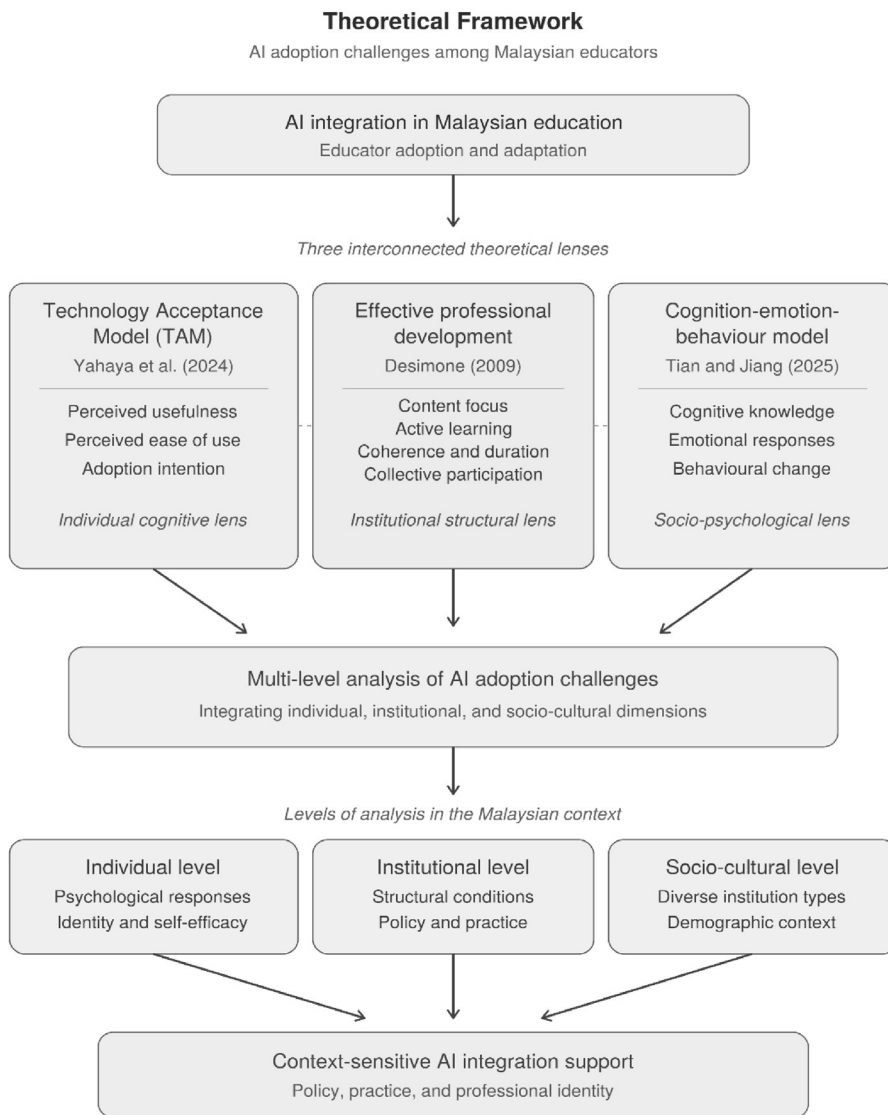 Theoretical Framework
AI adoption challenges among Malaysian educators
AI integration in Malaysian education
Educator adoption and adaptation
Three interconnected theoretical lenses
Technology Acceptance
Model (TAM)
Yahaya et al. (2024)
Perceived usefulness
Perceived ease of use
Adoption intention
Individual cognitive lens
Effective professional
development
Desimone (2009)
Content focus
Active learning
Coherence and duration
Collective participation
Institutional structural lens
Cognition-emotion-
behaviour model
Tian and Jiang (2025)
Cognitive knowledge
Emotional responses
Behavioural change
Socio-psychological lens
Multi-level analysis of AI adoption challenges
Integrating individual, institutional, and socio-cultural dimensions
Levels of analysis in the Malaysian context
Individual level
Psychological responses
Identity and self-efficacy
Institutional level
Structural conditions
Policy and practice
Socio-cultural level
Diverse institution types
Demographic context
Context-sensitive AI integration support
Policy, practice, and professional identity